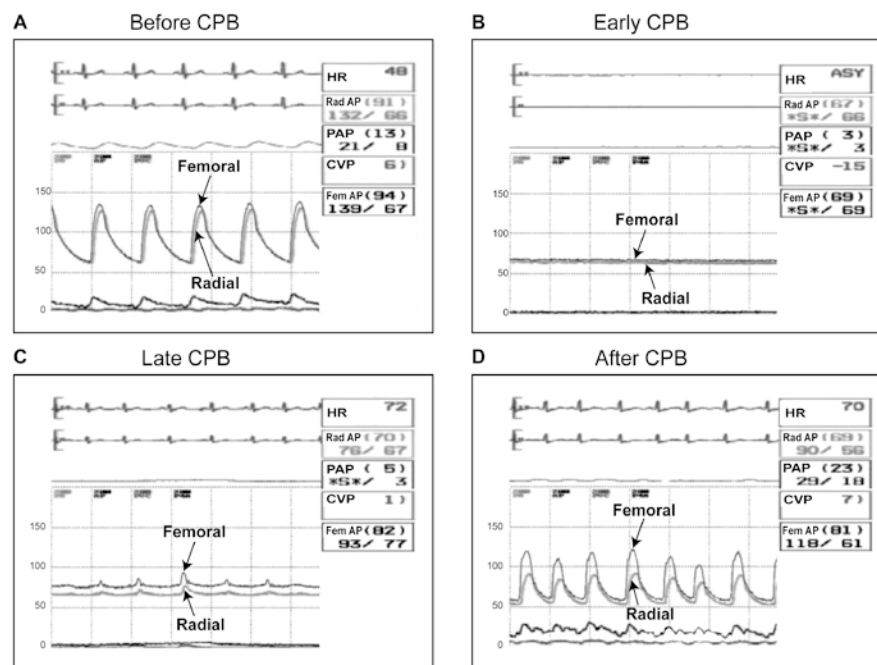 A Before CPB
HR 48
Rad AP (91)
132/ 66
PAP (13)
21/ 8
CVP 6)
Fem AP (94)
139/ 67
Femoral
Radial
150
100
50
0
B Early CPB
HR ASY
Rad AP (67)
*S*/ 66
PAP ( 3)
*S*/ 3
CVP -15
Fem AP (69)
*S*/ 69
Femoral
Radial
150
100
50
0
C Late CPB
HR 72
Rad AP (70)
76/ 67
PAP ( 5)
*S*/ 3
CVP 1)
Fem AP (82)
93/ 77
Femoral
Radial
150
100
50
0
D After CPB
HR 70
Rad AP (69)
90/ 56
PAP (23)
29/ 18
CVP 7)
Fem AP (81)
118/ 61
Femoral
Radial
150
100
50
0